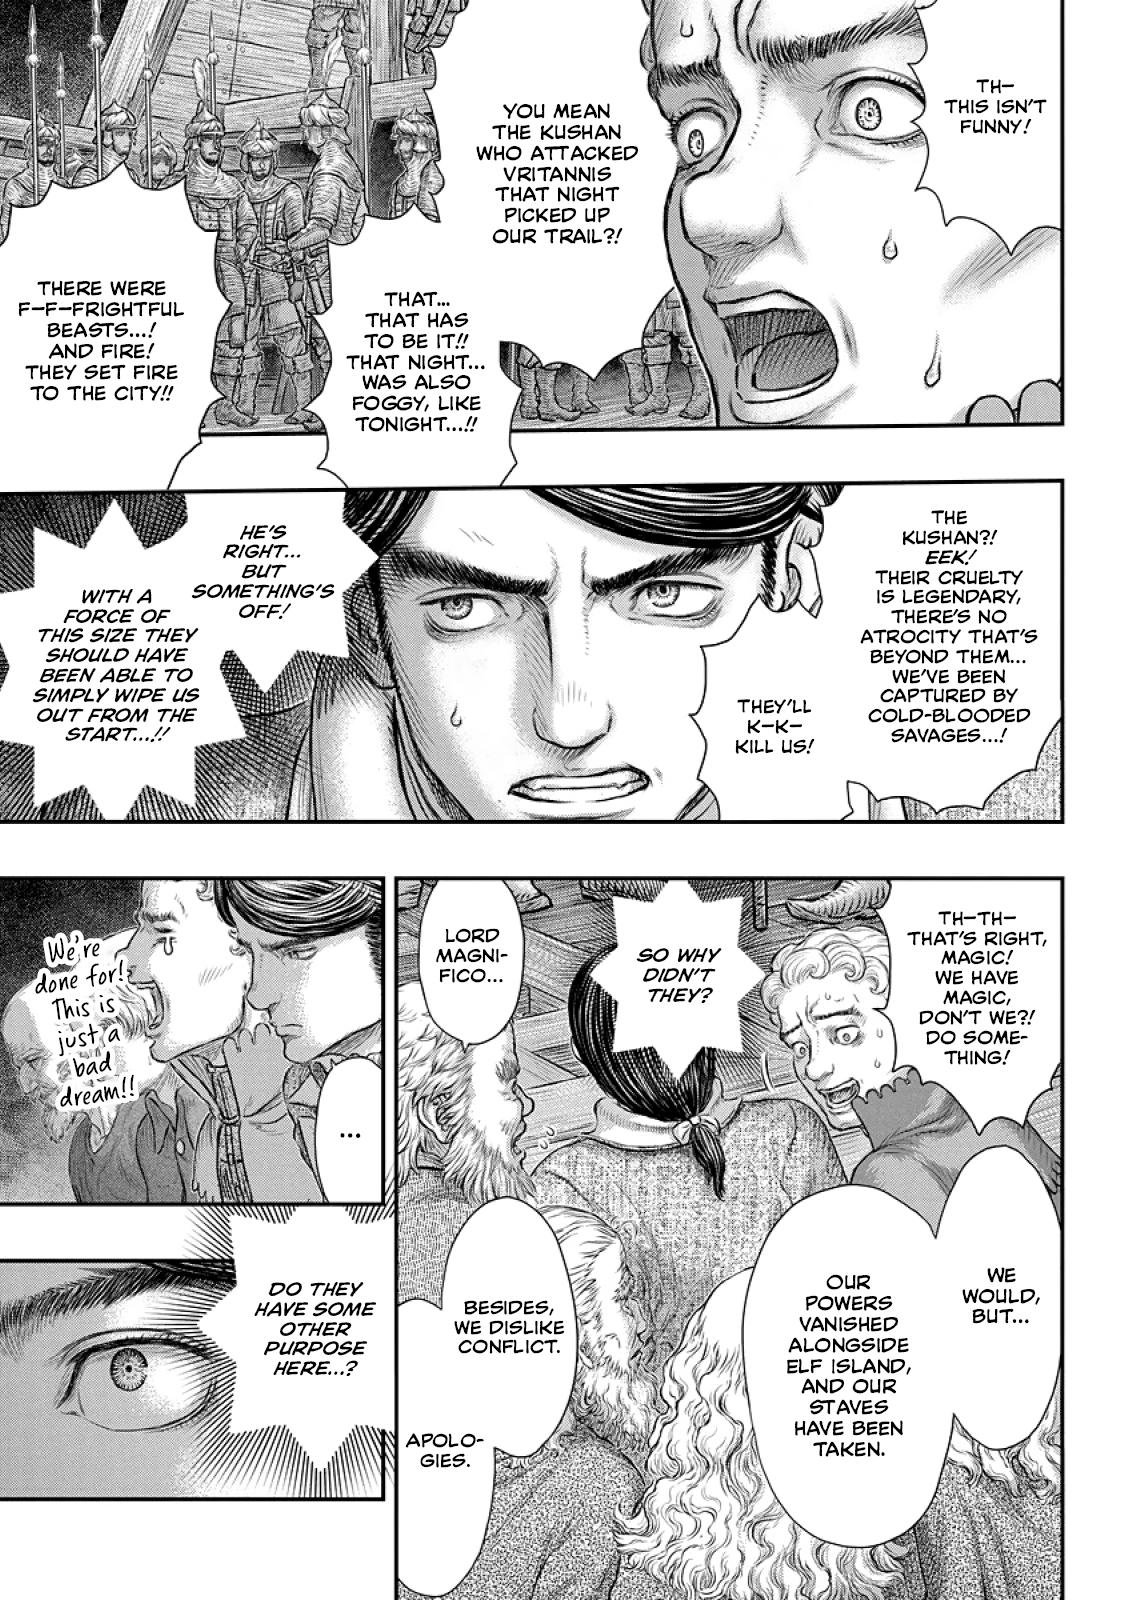 TH—
THIS ISN'T
FUNNY!
YOU MEAN
THE KUSHAN
WHO ATTACKED
VRITANNIS
THAT NIGHT
PICKED UP
OUR TRAIL?!
THAT...
THAT HAS
TO BE IT!!
THAT NIGHT...
WAS ALSO
FOGGY, LIKE
TONIGHT...!!
THERE WERE
F-F-FRIGHTFUL
BEASTS...!
AND FIRE!
THEY SET FIRE
TO THE CITY!!
THE
KUSHAN?!
EEK!
THEIR CRUELTY
IS LEGENDARY,
THERE'S NO
ATROCITY THAT'S
BEYOND THEM...
WE'VE BEEN
CAPTURED BY
COLD-BLOODED
SAVAGES...!
THEY'LL
K-K-
KILL US!
HE'S
RIGHT...
BUT
SOMETHING'S
OFF!
WITH A
FORCE OF
THIS SIZE THEY
SHOULD HAVE
BEEN ABLE TO
SIMPLY WIPE US
OUT FROM THE
START...!!
TH-TH-
THAT'S RIGHT,
MAGIC!
WE HAVE
MAGIC,
DON'T WE?!
DO SOME-
THING!
SO WHY
DIDN'T
THEY?
LORD
MAGNI-
FICO...
WE
WOULD,
BUT...
OUR
POWERS
VANISHED
ALONGSIDE
ELF ISLAND,
AND OUR
STAVES
HAVE BEEN
TAKEN.
BESIDES,
WE DISLIKE
CONFLICT.
APOLO-
GIES.
We're
done for!
This is
just a
bad
dream!!
...
DO THEY
HAVE SOME
OTHER
PURPOSE
HERE...?